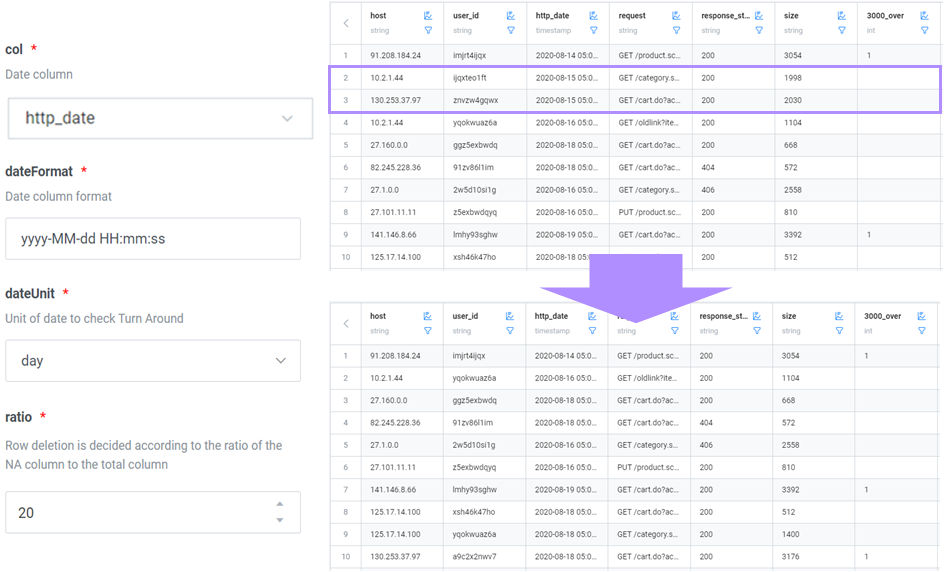 col *
Date column
http_date
dateFormat *
Date column format
yyyy-MM-dd HH:mm:ss
dateUnit *
Unit of date to check Turn Around
day
ratio *
Row deletion is decided according to the ratio of the
NA column to the total column
20
host user_id http_date request response_st... size 3000_over
string string timestamp string string string int
1 91.208.184.24 imjrt4ijqx 2020-08-14 05:0... GET /product.sc... 200 3054 1
2 10.2.1.44 ijqxteo1ft 2020-08-15 05:0... GET /category.s... 200 1998
3 130.253.37.97 znvzw4gqwx 2020-08-15 05:0... GET /cart.do?ac... 200 2030
4 10.2.1.44 yqokwuaz6a 2020-08-16 05:0... GET /oldlink?ite... 200 1104
5 27.160.0.0 ggz5exbwdq 2020-08-18 05:0... GET /cart.do?ac... 200 668
6 82.245.228.36 91zv86l1im 2020-08-18 05:0... GET /cart.do?ac... 404 572
7 27.1.0.0 2w5d10si1g 2020-08-16 05:0... GET /category.s... 406 2558
8 27.101.11.11 z5exbwdqyq 2020-08-16 05:0... PUT /product.sc... 200 810
9 141.146.8.66 lmhy93sghw 2020-08-19 05:0... GET /cart.do?ac... 200 3392 1
10 125.17.14.100 xsh46k47ho 2020-08-18 05:0... GET /cart.do?ac... 200 512
host user_id http_date response_st... size 3000_over
string string timestamp string string string int
1 91.208.184.24 imjrt4ijqx 2020-08-14 05:0... GET /product.sc... 200 3054 1
2 10.2.1.44 yqokwuaz6a 2020-08-16 05:0... GET /oldlink?ite... 200 1104
3 27.160.0.0 ggz5exbwdq 2020-08-18 05:0... GET /cart.do?ac... 200 668
4 82.245.228.36 91zv86l1im 2020-08-18 05:0... GET /cart.do?ac... 404 572
5 27.1.0.0 2w5d10si1g 2020-08-16 05:0... GET /category.s... 406 2558
6 27.101.11.11 z5exbwdqyq 2020-08-16 05:0... PUT /product.sc... 200 810
7 141.146.8.66 lmhy93sghw 2020-08-19 05:0... GET /cart.do?ac... 200 3392 1
8 125.17.14.100 xsh46k47ho 2020-08-18 05:0... GET /cart.do?ac... 200 512
9 125.17.14.100 yqokwuaz6a 2020-08-18 05:0... GET /category.s... 200 1400
10 130.253.37.97 a9c2x2nwv7 2020-08-18 05:0... GET /cart.do?ac... 200 3176 1